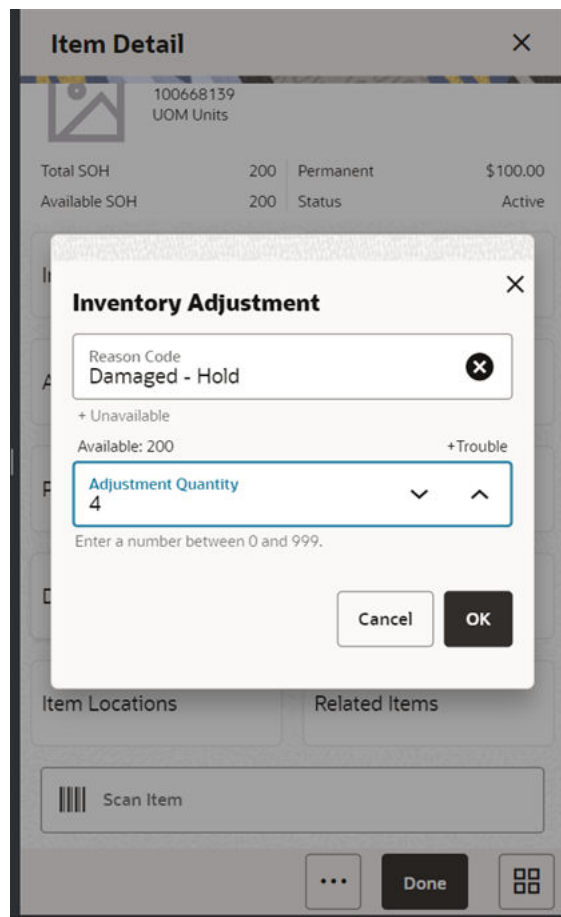 Item Detail
100668139
UOM Units
Total SOH 200 Permanent $100.00
Available SOH 200 Status Active
Inventory Adjustment
Reason Code
Damaged - Hold
+ Unavailable
Available: 200 +Trouble
Adjustment Quantity
4
Enter a number between 0 and 999.
Cancel OK
Item Locations Related Items
Scan Item
... Done